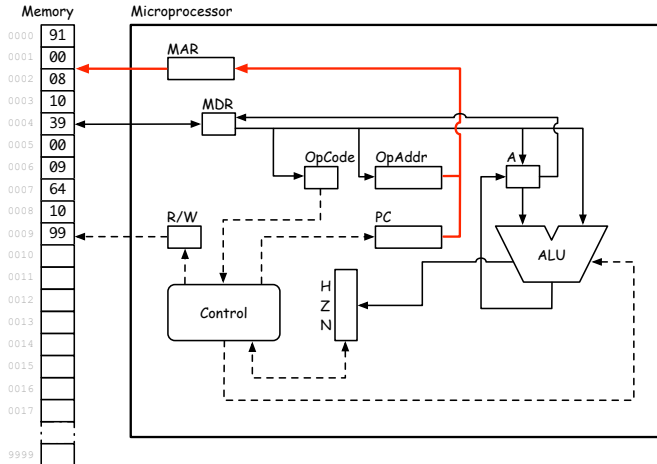 Memory
Microprocessor
0000 91
0001 00
0002 08
0003 10
0004 39
0005 00
0006 09
0007 64
0008 10
0009 99
0010
0011
0012
0013
0014
0015
0016
0017
9999
MAR
MDR
OpCode
OpAddr
A
R/W
PC
ALU
Control
H
Z
N